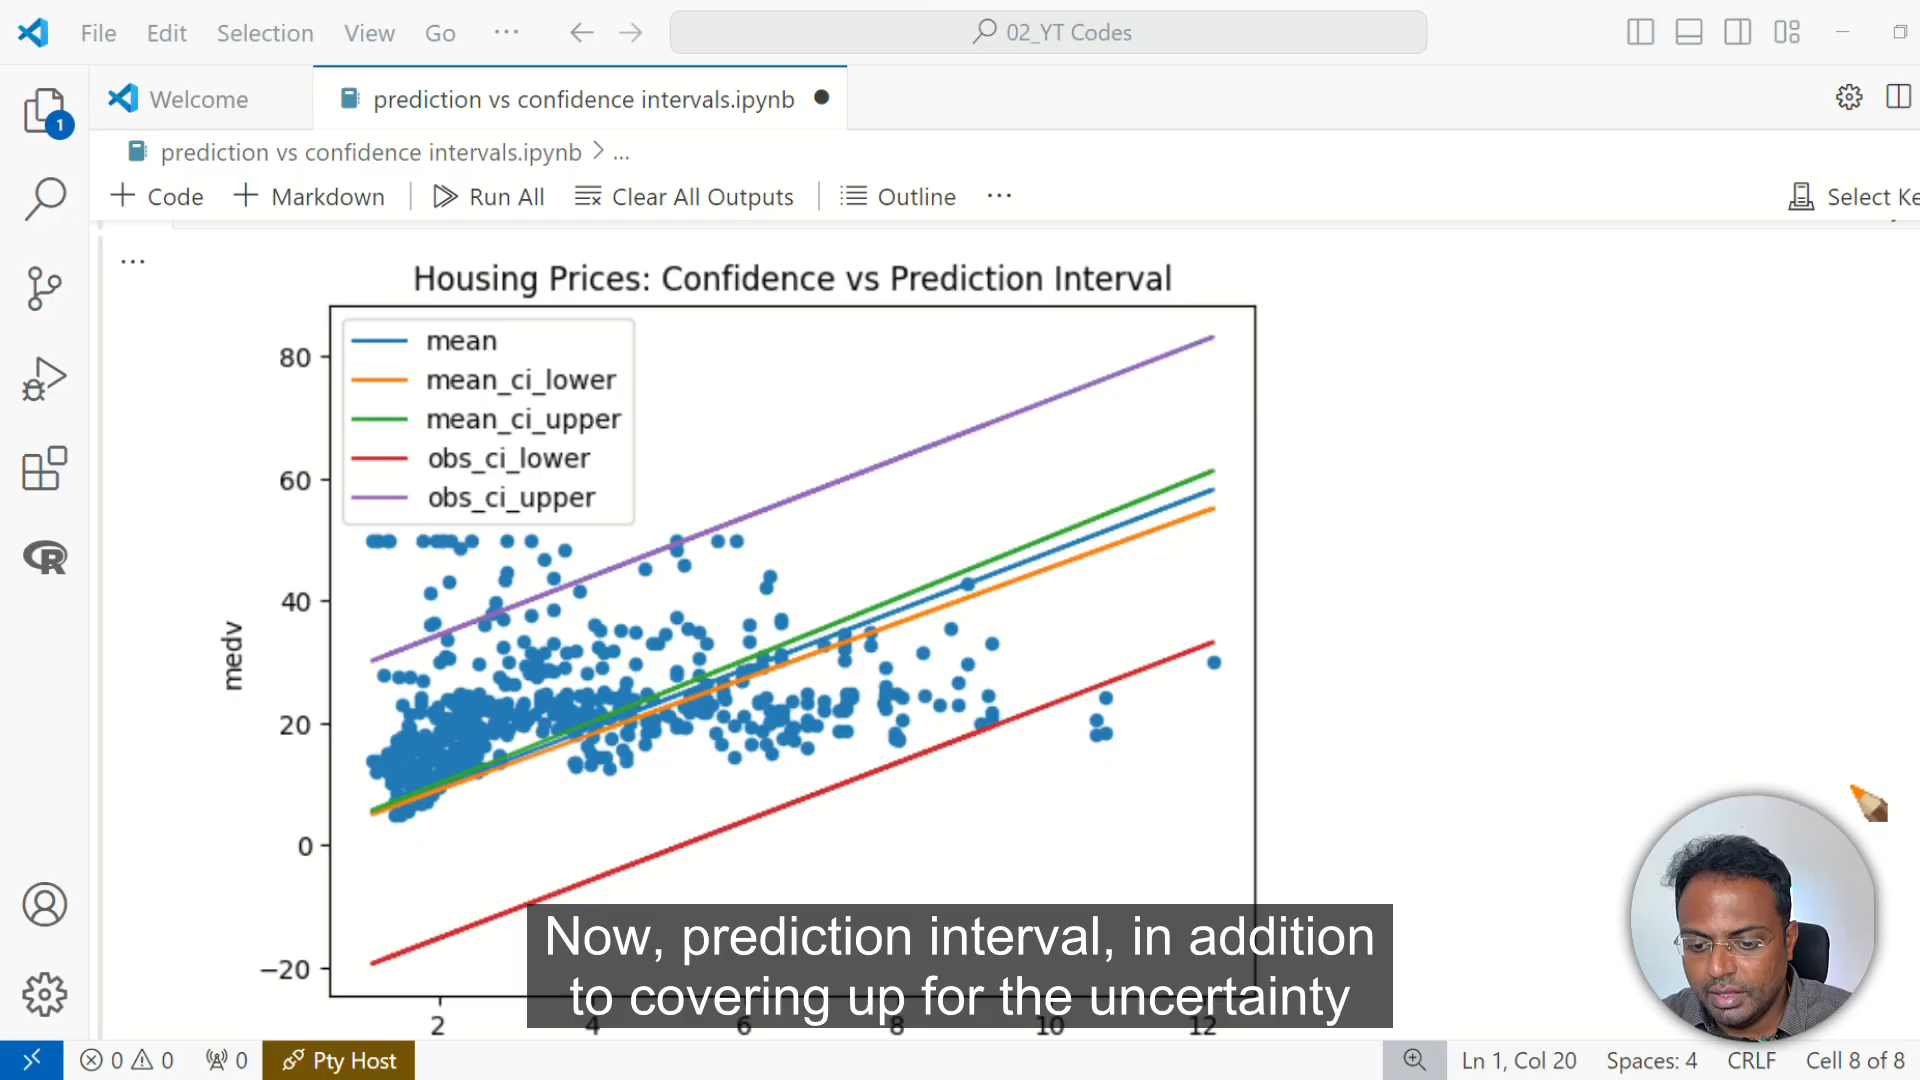 File Edit Selection View Go ... 02_YT Codes
Welcome prediction vs confidence intervals.ipynb
prediction vs confidence intervals.ipynb > ...
Code Markdown Run All Clear All Outputs Outline ... Select Ke
1
...
Housing Prices: Confidence vs Prediction Interval
mean
mean_ci_lower
mean_ci_upper
obs_ci_lower
obs_ci_upper
80
60
40
20
0
−20
medv
2 4 6 8 10 12
Now, prediction interval, in addition
to covering up for the uncertainty
R
0 0 0 Pty Host Ln 1, Col 20 Spaces: 4 CRLF Cell 8 of 8